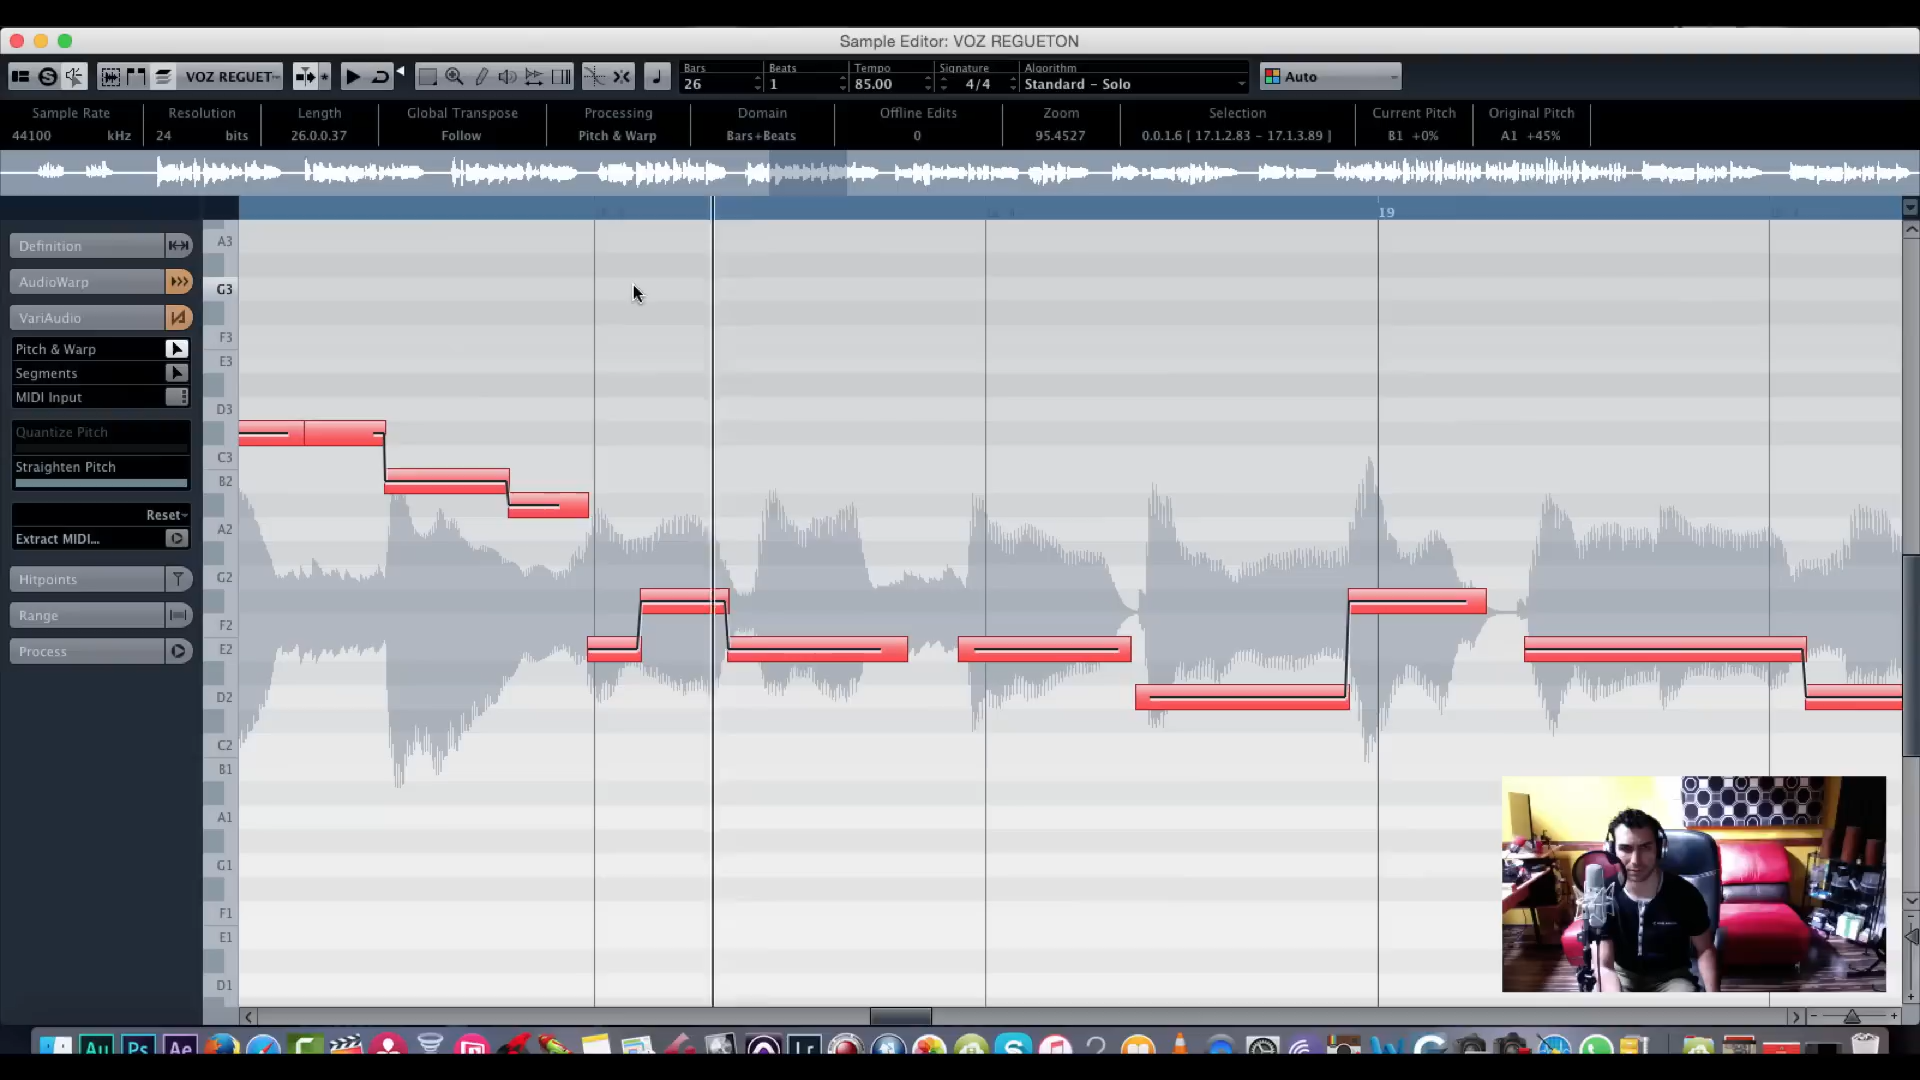 Sample Editor: VOZ REGUETON
VOZ REGUET
Bars
26
Beats
1
Tempo
85.00
Signature
4/4
Algorithm
Standard - Solo
Auto
Sample Rate
44100 kHz
Resolution
24 bits
Length
26.0.0.37
Global Transpose
Follow
Processing
Pitch & Warp
Domain
Bars+Beats
Offline Edits
0
Zoom
95.4527
Selection
0.0.1.6 [ 17.1.2.83 - 17.1.3.89 ]
Current Pitch
B1 +0%
Original Pitch
A1 +45%
19
Definition
AudioWarp
VariAudio
Pitch & Warp
Segments
MIDI Input
Quantize Pitch
Straighten Pitch
Reset
Extract MIDI...
Hitpoints
Range
Process
A3
G3
F3
E3
D3
C3
B2
A2
G2
F2
E2
D2
C2
B1
A1
G1
F1
E1
D1
Au
Ps
Ae
Lr